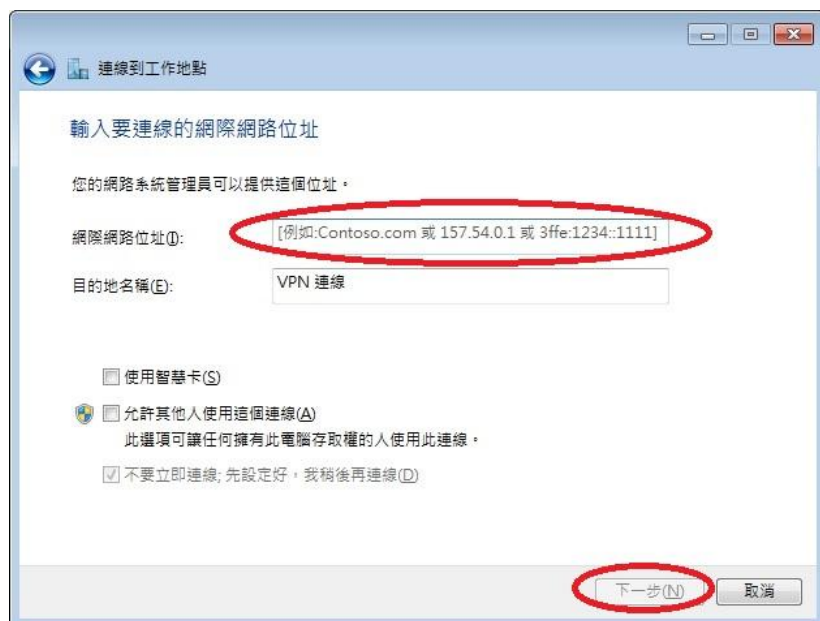 連線到工作地點
輸入要連線的網際網路位址
您的網路系統管理員可以提供這個位址。
網際網路位址(I):
[例如:Contoso.com 或 157.54.0.1 或 3ffe:1234::1111]
目的地名稱(E):
VPN 連線
使用智慧卡(S)
允許其他人使用這個連線(A)
此選項可讓任何擁有此電腦存取權的人使用此連線。
不要立即連線; 先設定好，我稍後再連線(D)
下一步(N)
取消